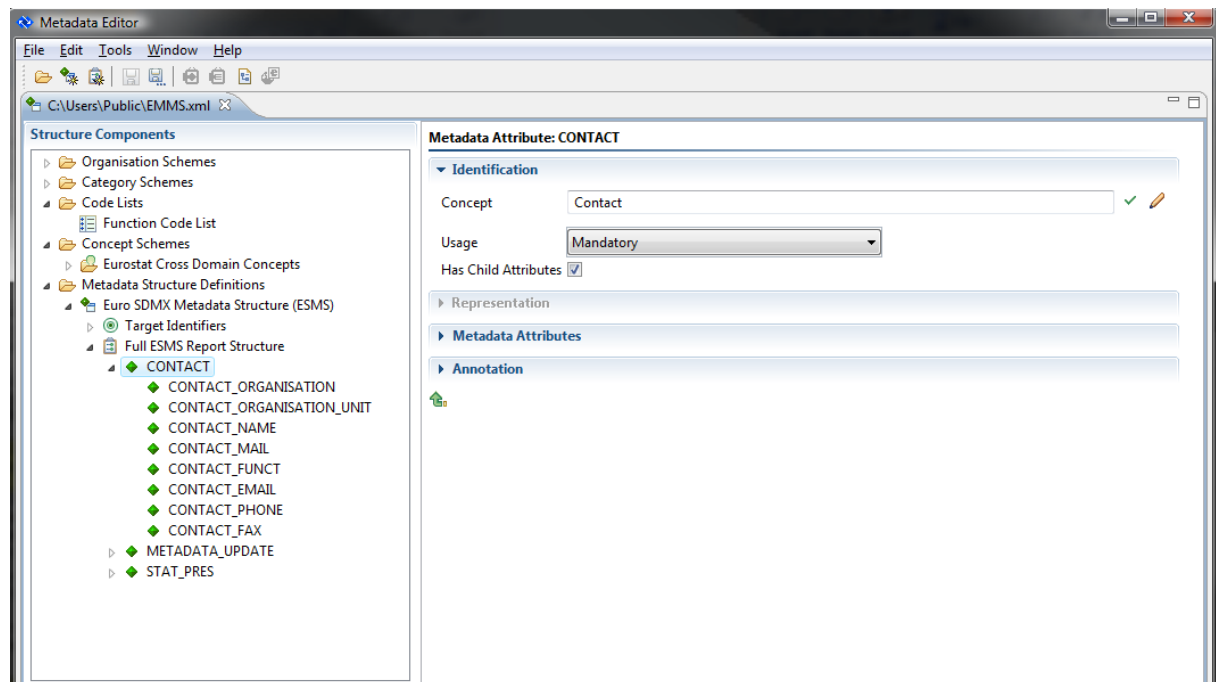 Metadata Editor
File Edit Tools Window Help
C:\Users\Public\EMMS.xml
Structure Components
Organisation Schemes
Category Schemes
Code Lists
Function Code List
Concept Schemes
Eurostat Cross Domain Concepts
Metadata Structure Definitions
Euro SDMX Metadata Structure (ESMS)
Target Identifiers
Full ESMS Report Structure
CONTACT
CONTACT_ORGANISATION
CONTACT_ORGANISATION_UNIT
CONTACT_NAME
CONTACT_MAIL
CONTACT_FUNCT
CONTACT_EMAIL
CONTACT_PHONE
CONTACT_FAX
METADATA_UPDATE
STAT_PRES
Metadata Attribute: CONTACT
Identification
Concept Contact
Usage Mandatory
Has Child Attributes
Representation
Metadata Attributes
Annotation